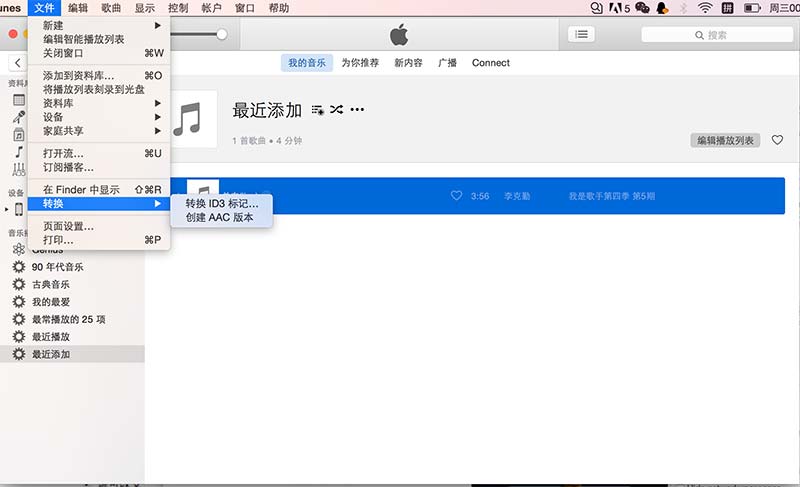 unes 文件 编辑 歌曲 显示 控制 帐户 窗口 帮助 5 拼 周三00
新建
编辑智能播放列表
关闭窗口 ⌘W
添加到资料库... ⌘O
将播放列表刻录到光盘
资料库
设备
家庭共享
打开流... ⌘U
订阅播客...
在 Finder 中显示 ⇧⌘R
转换
页面设置...
打印... ⌘P
转换 ID3 标记...
创建 AAC 版本
搜索
我的音乐 为你推荐 新内容 广播 Connect
资料库
设备
音乐播
Genius
90 年代音乐
古典音乐
我的最爱
最常播放的 25 项
最近播放
最近添加
最近添加
1 首歌曲 • 4 分钟
编辑播放列表
3:56 李克勤 我是歌手第四季 第5期